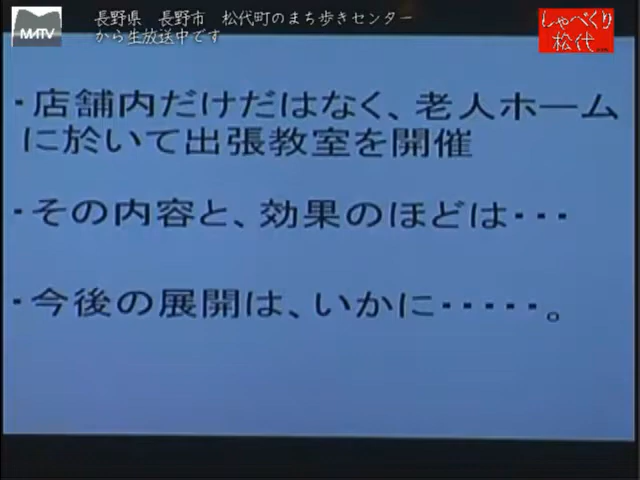 長野県　長野市　松代町のまち歩きセンター
から生放送中です
MATV
しゃべくり
松代
・店舗内だけだはなく、老人ホーム
に於いて出張教室を開催
・その内容と、効果のほどは・・・
・今後の展開は、いかに・・・・・。